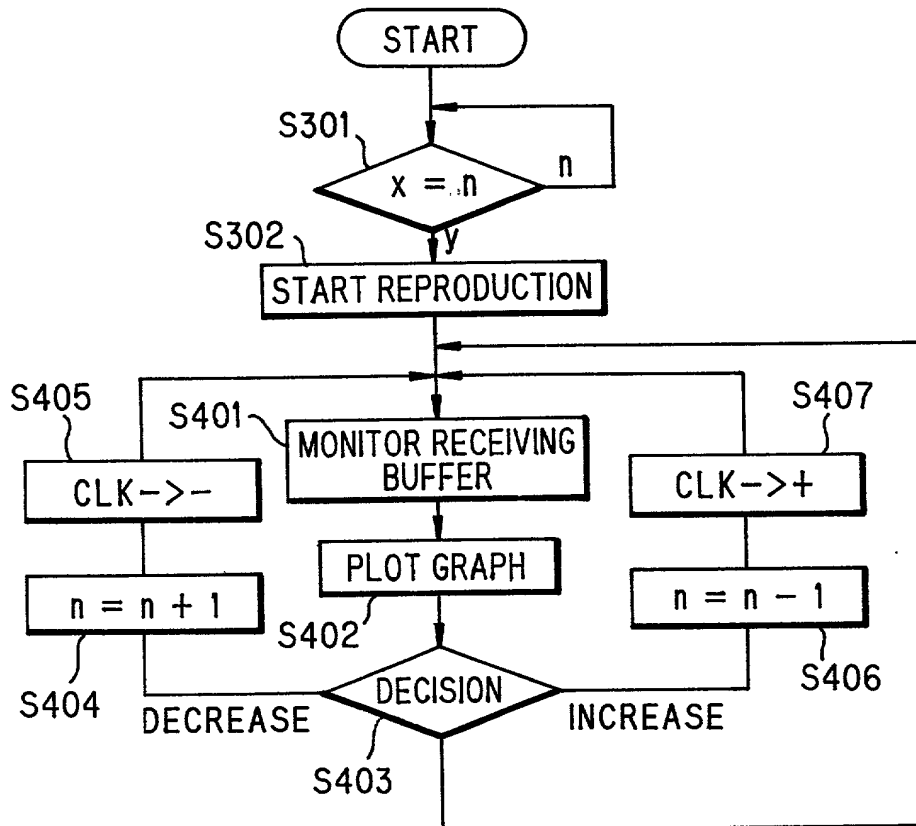 START
S301
x = n
n
y
S302
START REPRODUCTION
S405
S401
S407
MONITOR RECEIVING
BUFFER
CLK->-
CLK->+
PLOT GRAPH
n = n + 1
n = n - 1
S402
S404
S406
DECISION
DECREASE
INCREASE
S403